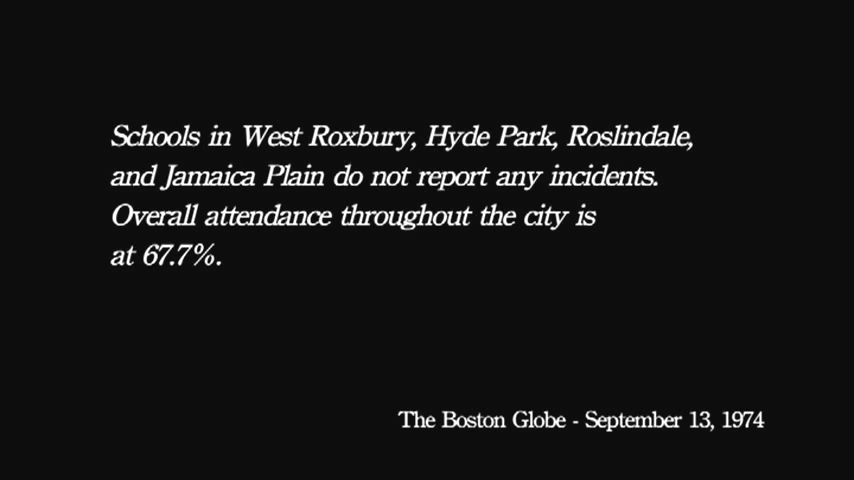 Schools in West Roxbury, Hyde Park, Roslindale,
and Jamaica Plain do not report any incidents.
Overall attendance throughout the city is
at 67.7%.
The Boston Globe - September 13, 1974